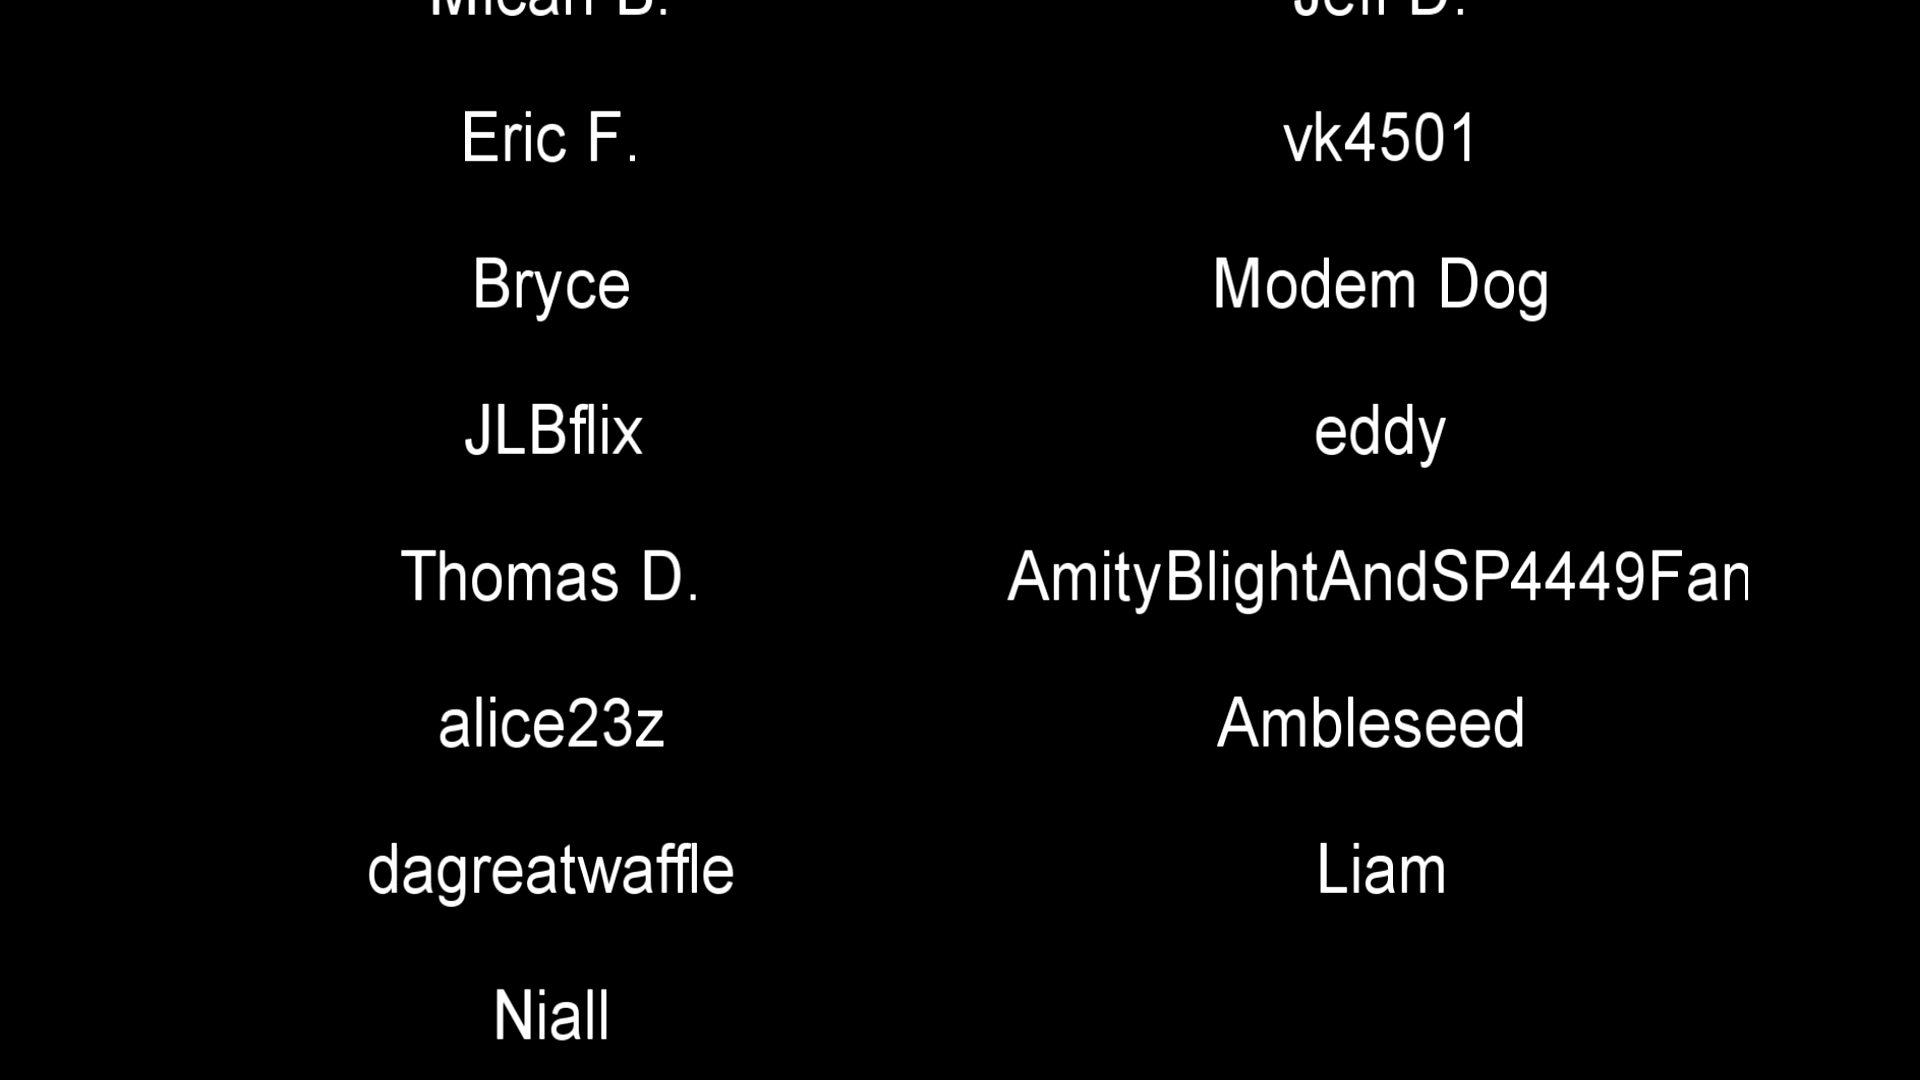 Micah B. Jeff D.
Eric F. vk4501
Bryce Modem Dog
JLBflix eddy
Thomas D. AmityBlightAndSP4449Fan
alice23z Ambleseed
dagreatwaffle Liam
Niall